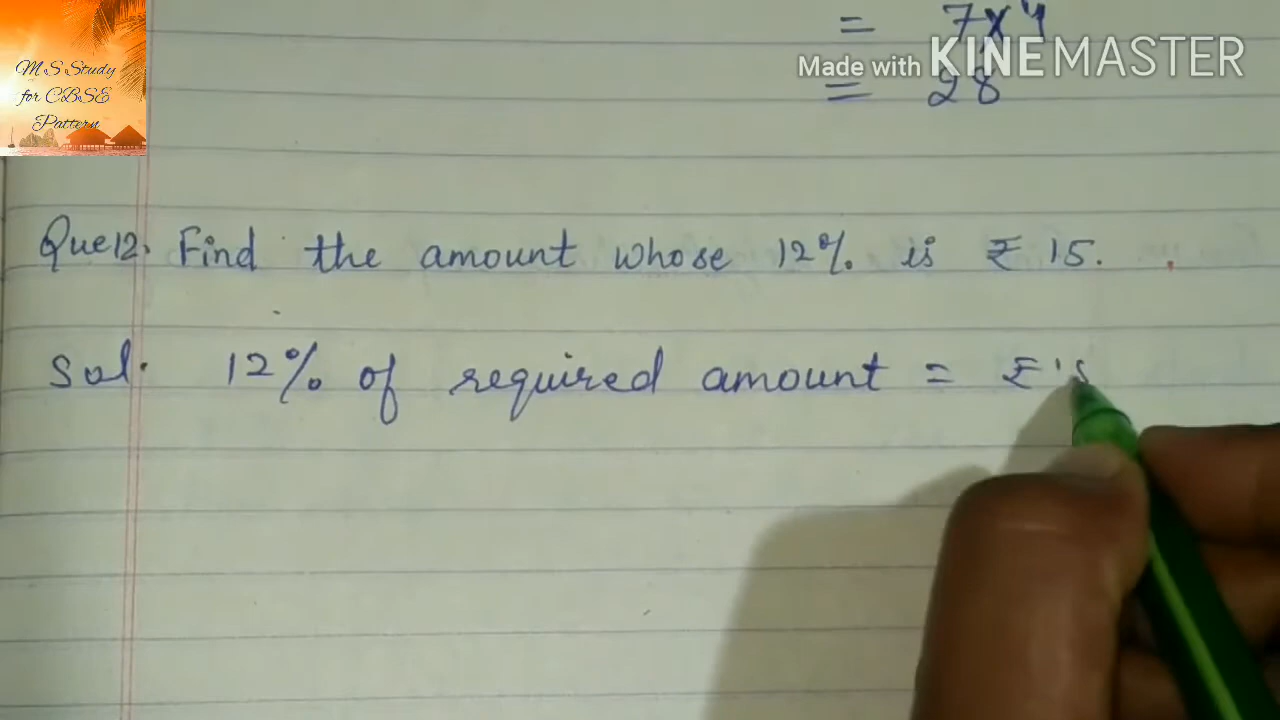 = 7x4
Made with KINEMASTER
= 28
M.S Study
for CBSE
Pattern
Que12. Find the amount whose 12% is ₹ 15.
Sol. 12% of required amount = ₹ 15